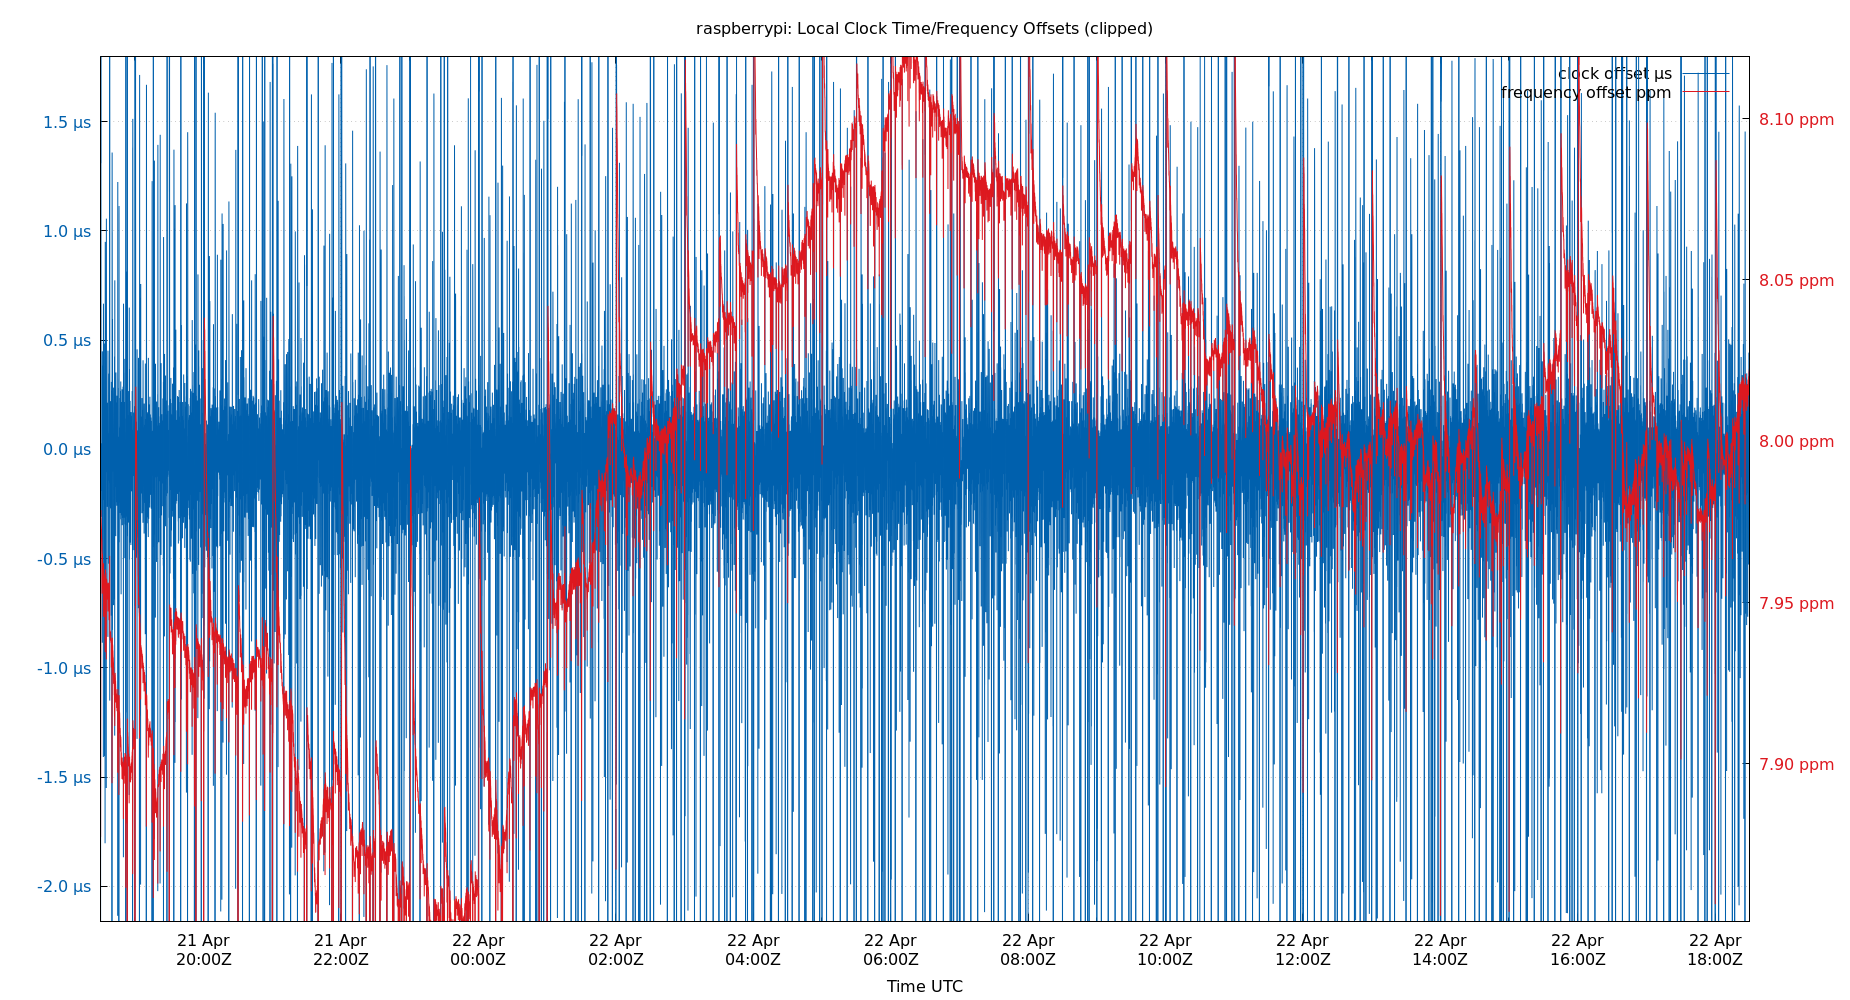 raspberrypi: Local Clock Time/Frequency Offsets (clipped)
clock offset µs
frequency offset ppm
1.5 µs
1.0 µs
0.5 µs
0.0 µs
-0.5 µs
-1.0 µs
-1.5 µs
-2.0 µs
8.10 ppm
8.05 ppm
8.00 ppm
7.95 ppm
7.90 ppm
21 Apr 21 Apr 22 Apr 22 Apr 22 Apr 22 Apr 22 Apr 22 Apr 22 Apr 22 Apr 22 Apr 22 Apr
20:00Z 22:00Z 00:00Z 02:00Z 04:00Z 06:00Z 08:00Z 10:00Z 12:00Z 14:00Z 16:00Z 18:00Z
Time UTC